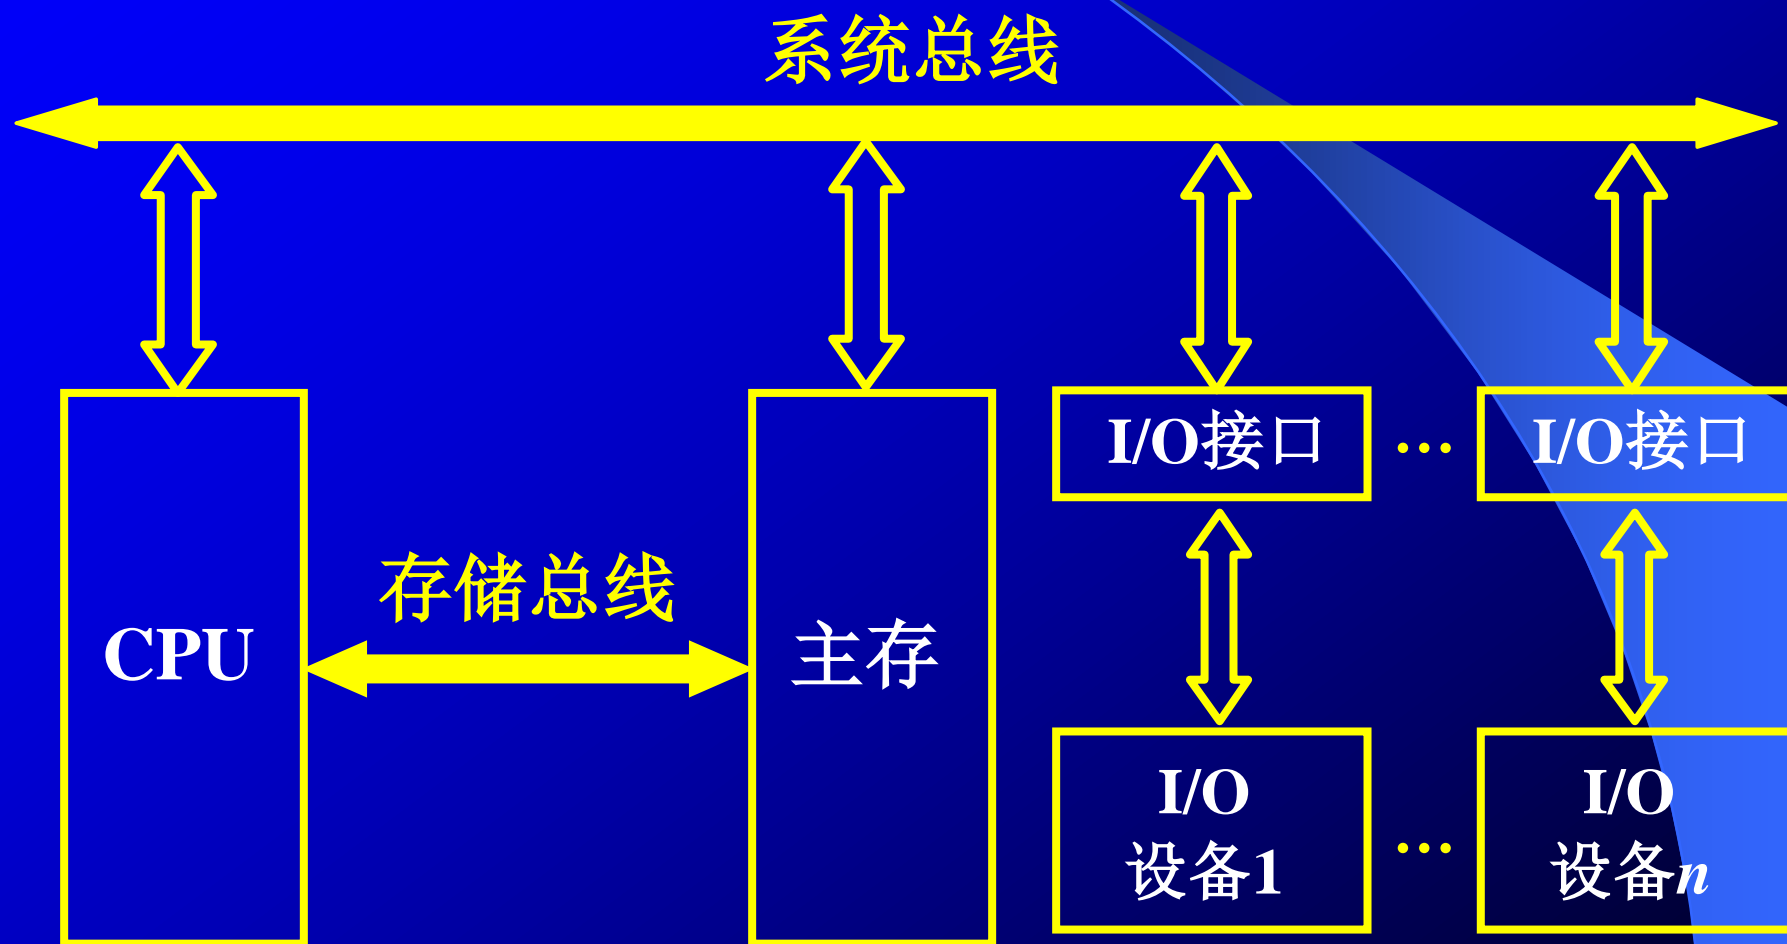 系统总线
I/O接口
…
I/O接口
存储总线
CPU
主存
I/O
设备1
…
I/O
设备n